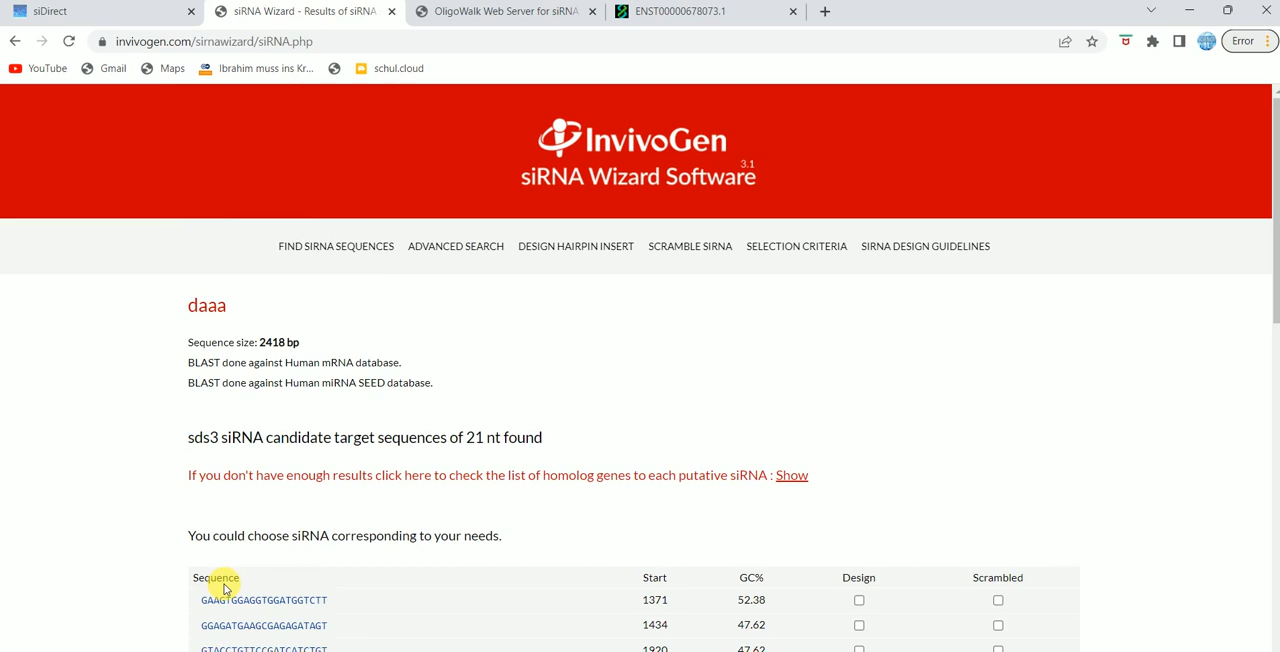 siDirect
siRNA Wizard - Results of siRNA
OligoWalk Web Server for siRNA
ENST00000678073.1
invivogen.com/sirnawizard/siRNA.php
Error
YouTube
Gmail
Maps
Ibrahim muss ins Kr...
schul.cloud
InvivoGen
3.1
siRNA Wizard Software
FIND SIRNA SEQUENCES
ADVANCED SEARCH
DESIGN HAIRPIN INSERT
SCRAMBLE SIRNA
SELECTION CRITERIA
SIRNA DESIGN GUIDELINES
daaa
Sequence size: 2418 bp
BLAST done against Human mRNA database.
BLAST done against Human miRNA SEED database.
sds3 siRNA candidate target sequences of 21 nt found
If you don't have enough results click here to check the list of homolog genes to each putative siRNA : Show
You could choose siRNA corresponding to your needs.
Sequence Start GC% Design Scrambled
GAAGTGGAGGTGGATGGTCTT 1371 52.38
GGAGATGAAGCGAGAGATAGT 1434 47.62
GTACCTGTTCCGATCATCTGT 1920 47.62